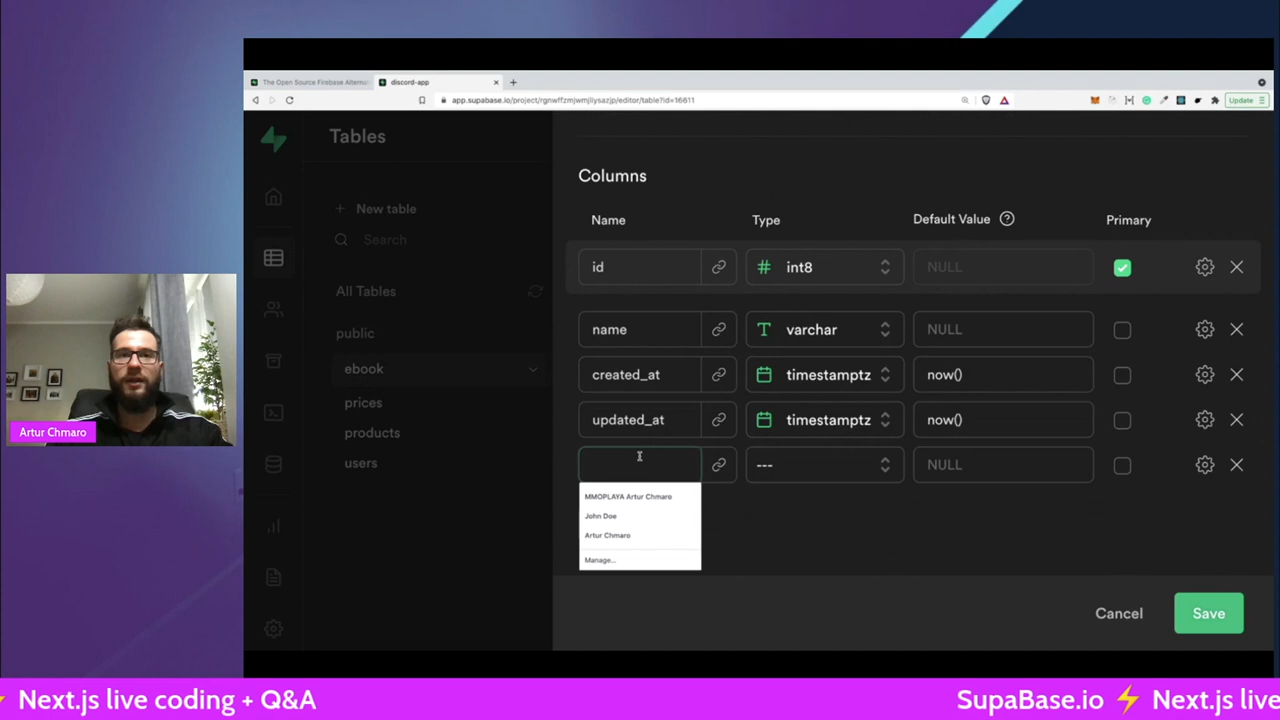 The Open Source Firebase Alternat
discord-app
app.supabase.io/project/rgnwffzmjwmjliysazjp/editor/table?id=16611
Update
Tables
New table
Search
All Tables
public
ebook
prices
products
users
Columns
Name Type Default Value Primary
id int8 NULL
name varchar NULL
created_at timestamptz now()
updated_at timestamptz now()
--- NULL
MMOPLAYA Artur Chmaro
John Doe
Artur Chmaro
Manage...
Cancel Save
Artur Chmaro
⚡ Next.js live coding + Q&A SupaBase.io ⚡ Next.js live